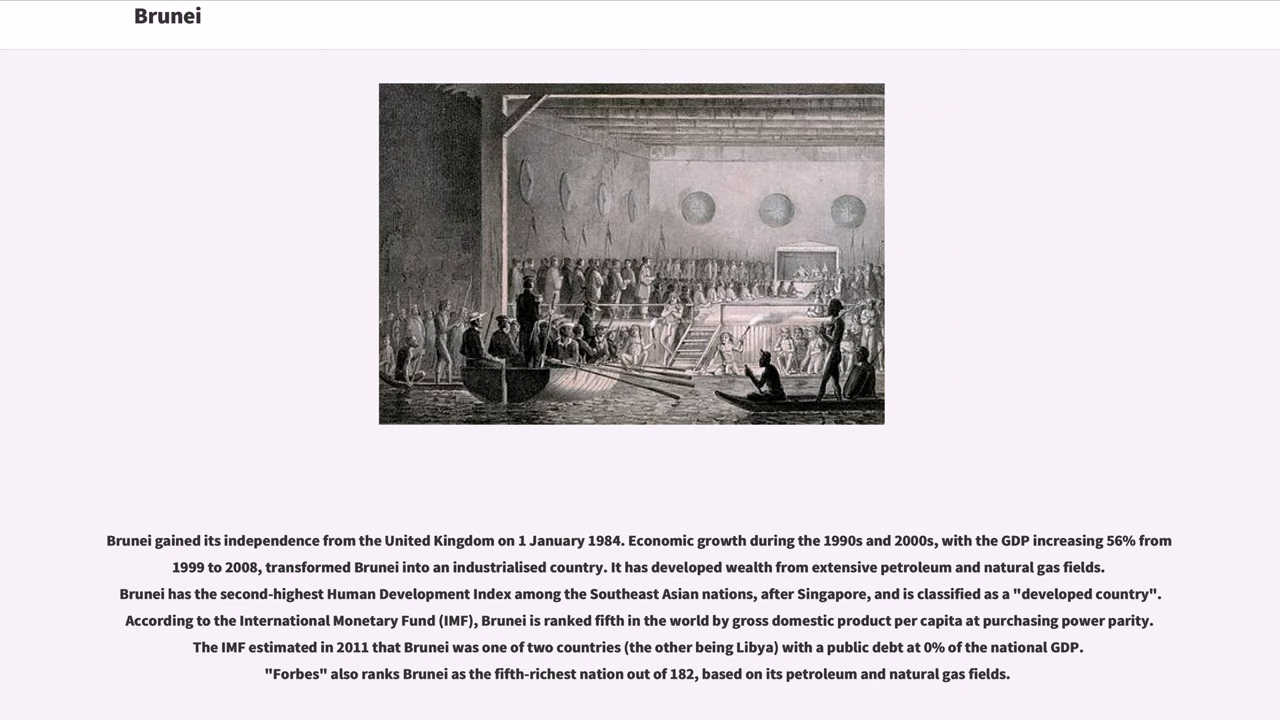 Brunei
Brunei gained its independence from the United Kingdom on 1 January 1984. Economic growth during the 1990s and 2000s, with the GDP increasing 56% from
1999 to 2008, transformed Brunei into an industrialised country. It has developed wealth from extensive petroleum and natural gas fields.
Brunei has the second-highest Human Development Index among the Southeast Asian nations, after Singapore, and is classified as a "developed country".
According to the International Monetary Fund (IMF), Brunei is ranked fifth in the world by gross domestic product per capita at purchasing power parity.
The IMF estimated in 2011 that Brunei was one of two countries (the other being Libya) with a public debt at 0% of the national GDP.
"Forbes" also ranks Brunei as the fifth-richest nation out of 182, based on its petroleum and natural gas fields.